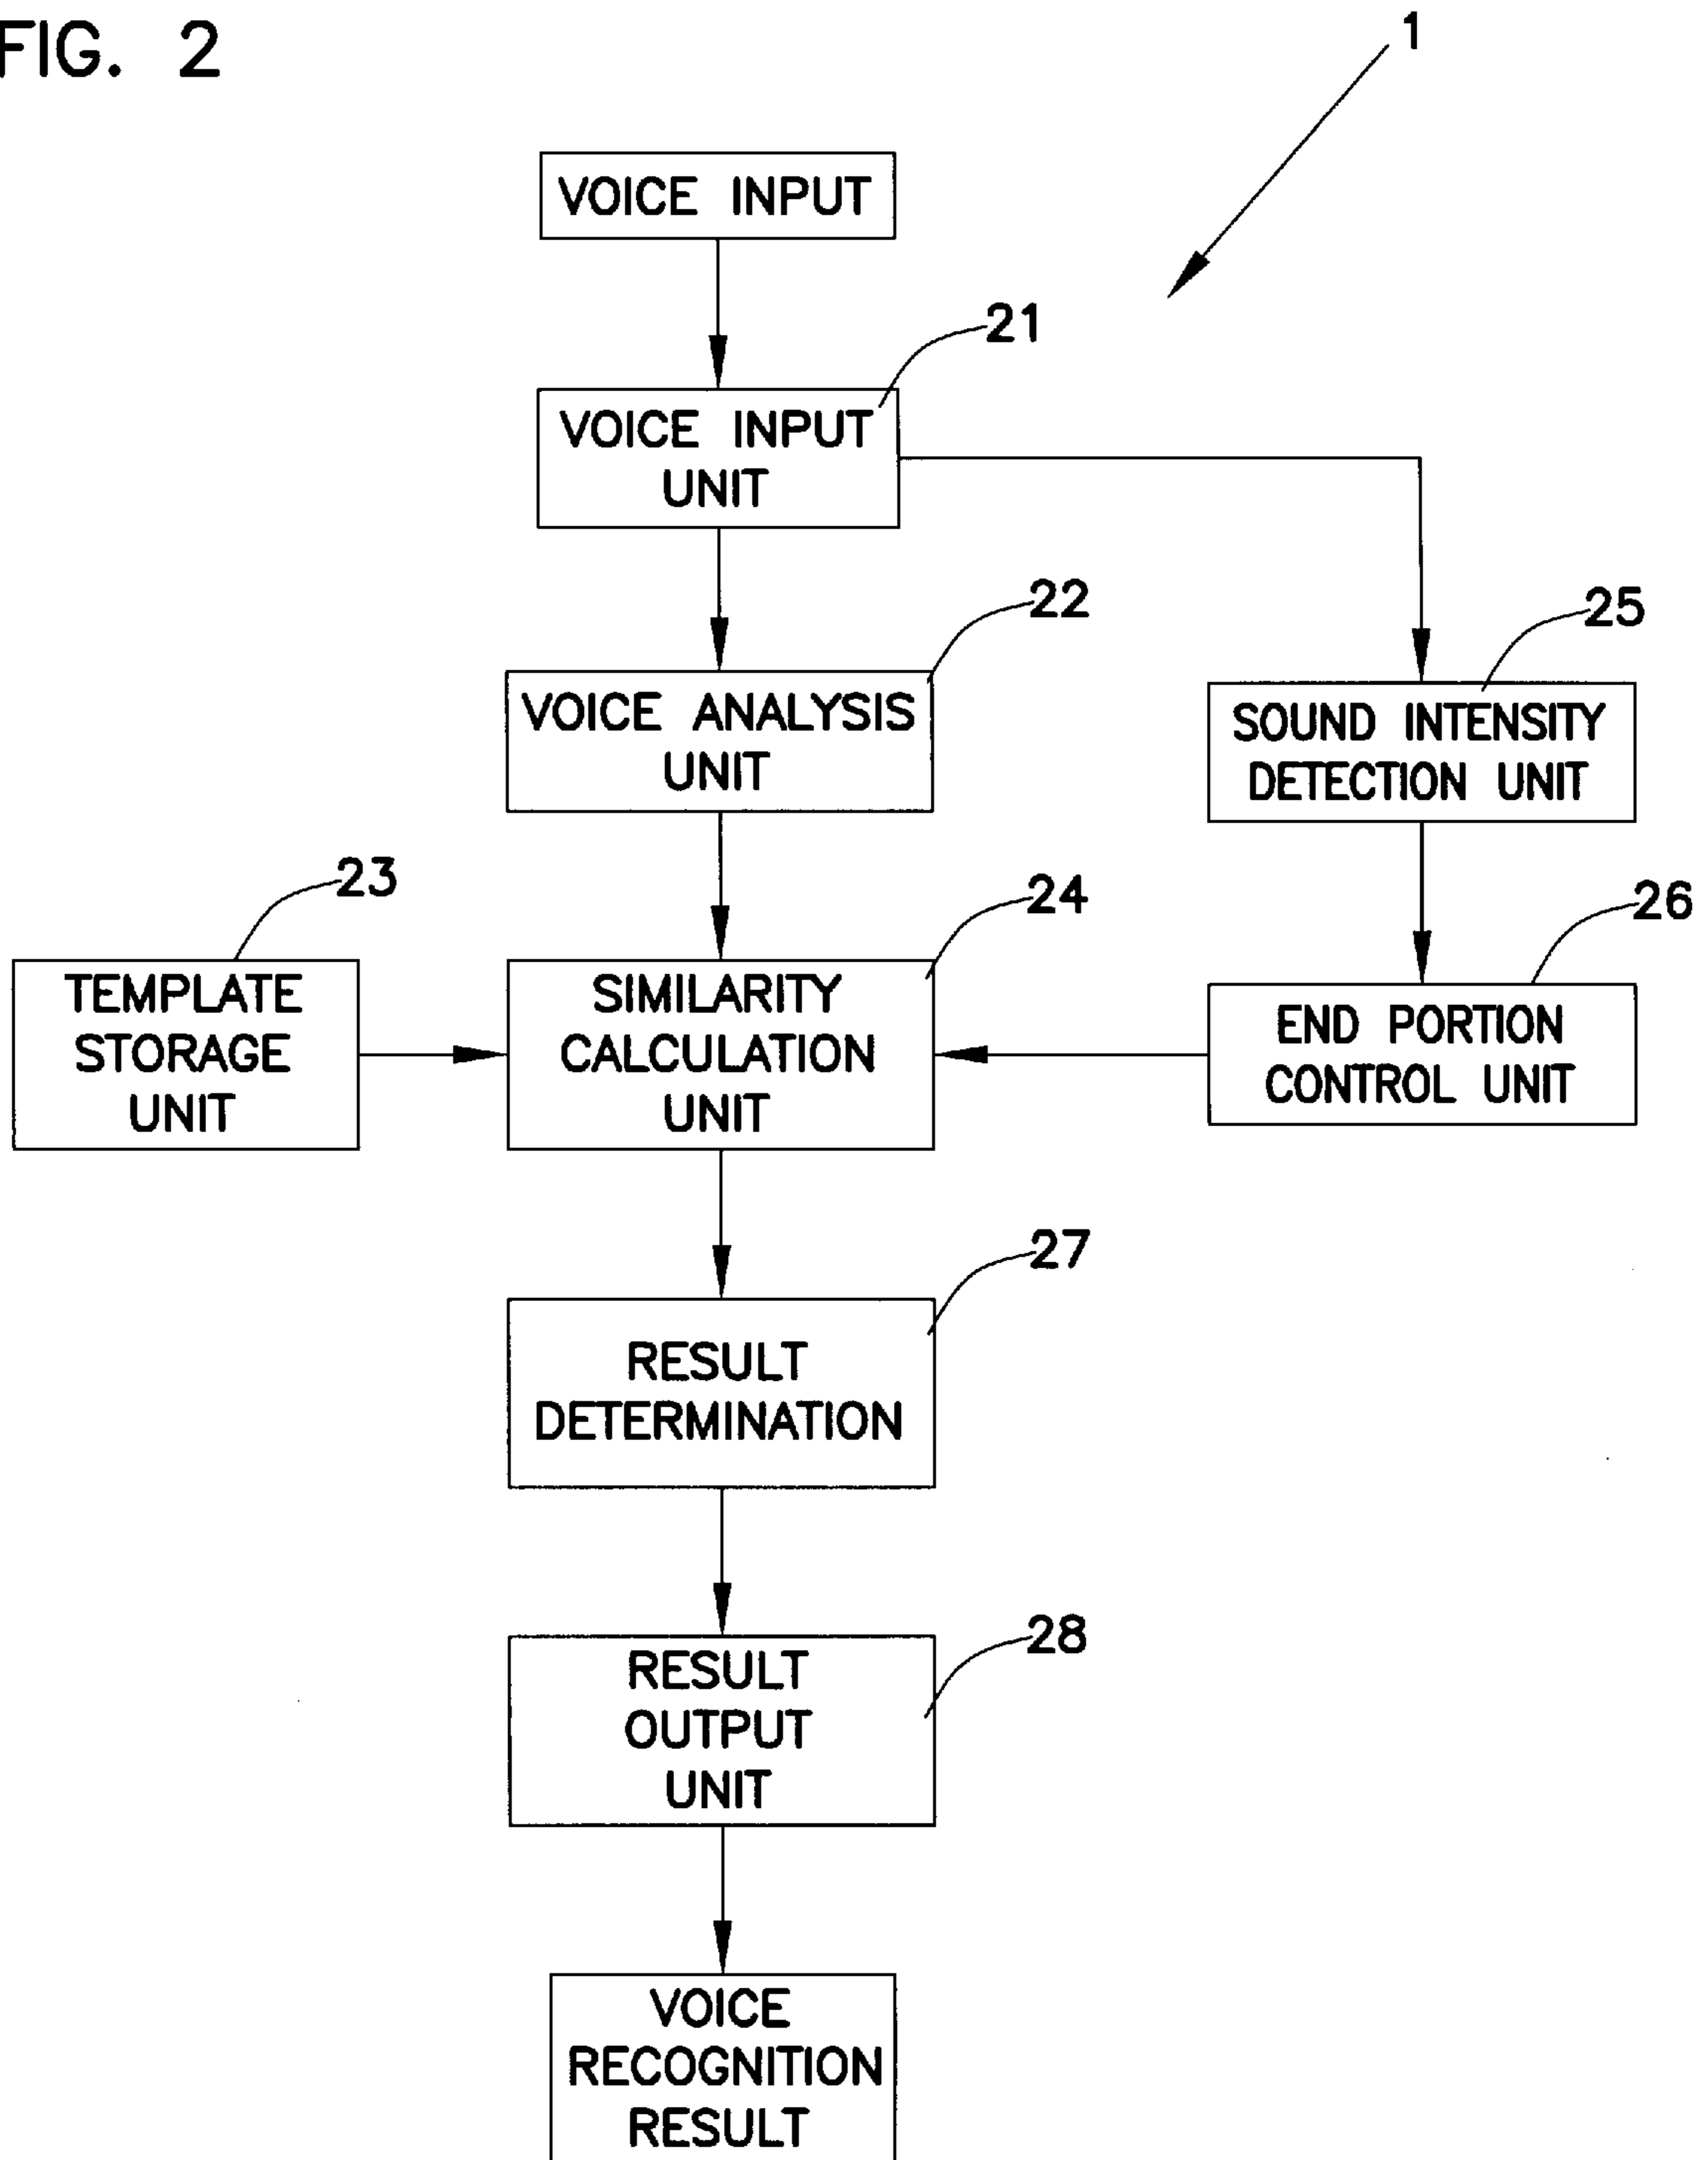 FIG. 2
1
VOICE INPUT
21
VOICE INPUT
UNIT
22
VOICE ANALYSIS
UNIT
25
SOUND INTENSITY
DETECTION UNIT
23
TEMPLATE
STORAGE
UNIT
24
SIMILARITY
CALCULATION
UNIT
26
END PORTION
CONTROL UNIT
27
RESULT
DETERMINATION
28
RESULT
OUTPUT
UNIT
VOICE
RECOGNITION
RESULT